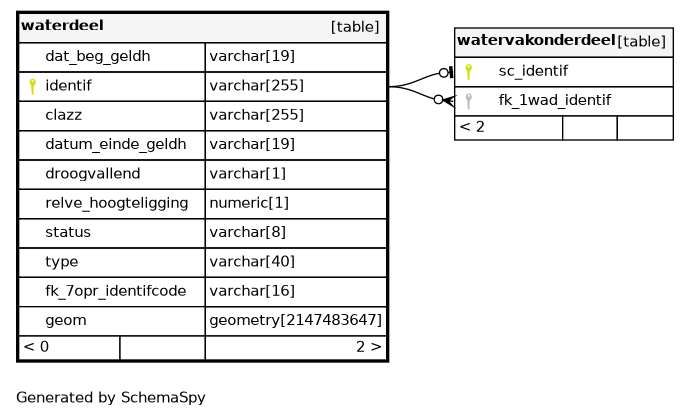 waterdeel [table]
dat_beg_geldh varchar[19]
identif varchar[255]
clazz varchar[255]
datum_einde_geldh varchar[19]
droogvallend varchar[1]
relve_hoogteligging numeric[1]
status varchar[8]
type varchar[40]
fk_7opr_identifcode varchar[16]
geom geometry[2147483647]
< 0 2 >
watervakonderdeel [table]
sc_identif
fk_1wad_identif
< 2
Generated by SchemaSpy